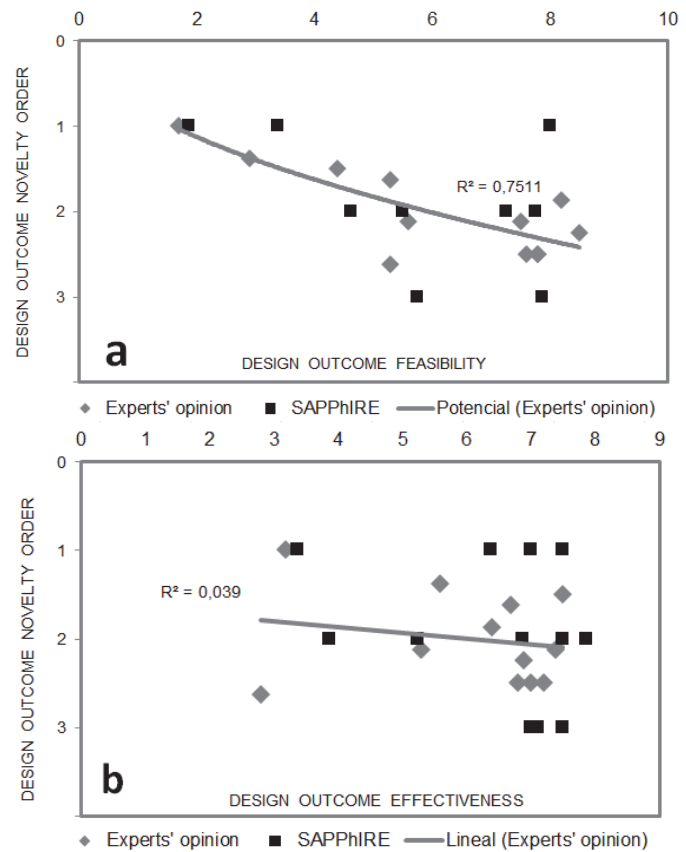 0 2 4 6 8 10
0
1
2
3
DESIGN OUTCOME NOVELTY ORDER
R² = 0,7511
a
DESIGN OUTCOME FEASIBILITY
Experts' opinion SAPPhIRE Potencial (Experts' opinion)
0 1 2 3 4 5 6 7 8 9
0
1
2
3
DESIGN OUTCOME NOVELTY ORDER
R² = 0,039
b
DESIGN OUTCOME EFFECTIVENESS
Experts' opinion SAPPhIRE Lineal (Experts' opinion)